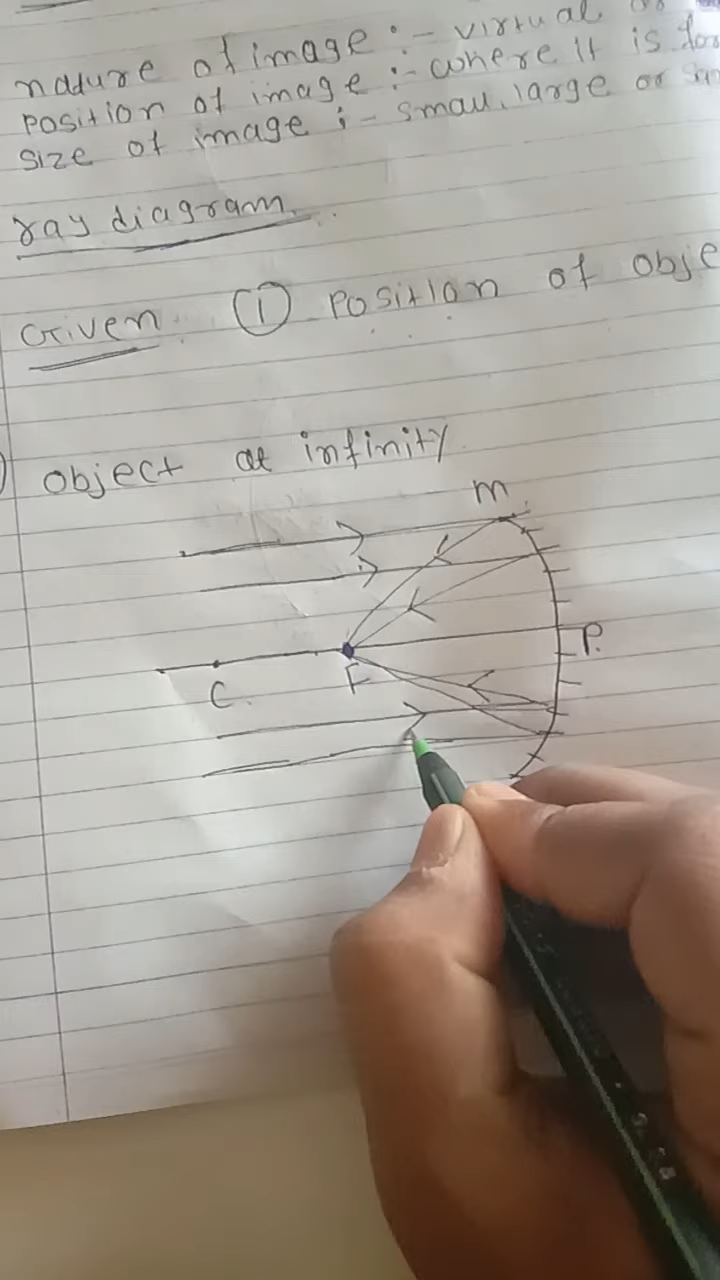 nature of image :- virtual
position of image :- where it is
size of image :- small, large or
ray diagram
Given. ① Position of obje
object at infinity
M
P.
C.
F